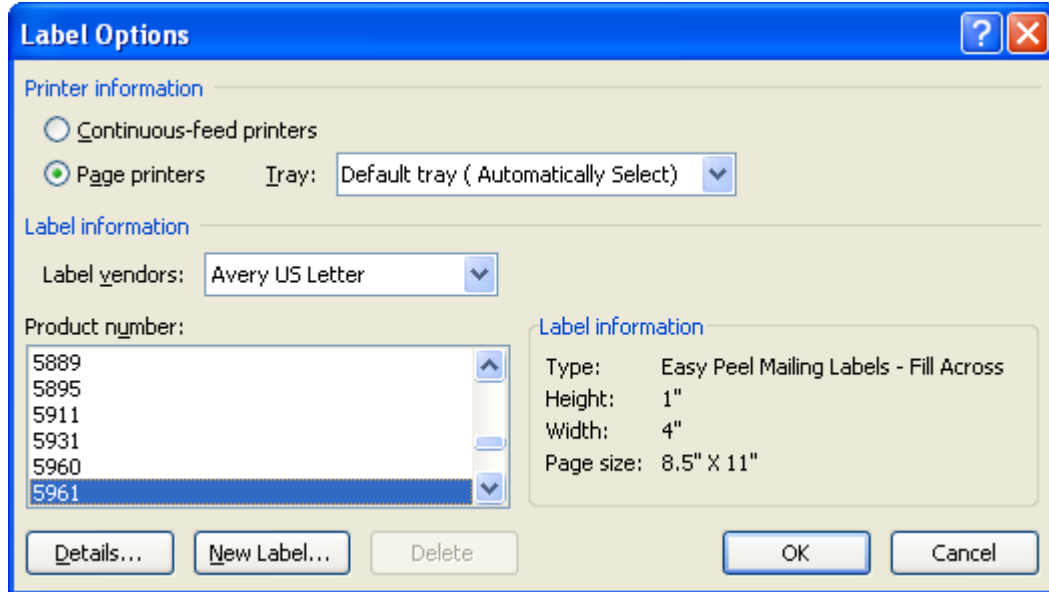 Label Options
Printer information
Continuous-feed printers
Page printers Tray: Default tray ( Automatically Select)
Label information
Label vendors: Avery US Letter
Product number:
5889
5895
5911
5931
5960
5961
Label information
Type: Easy Peel Mailing Labels - Fill Across
Height: 1"
Width: 4"
Page size: 8.5" X 11"
Details... New Label... Delete OK Cancel